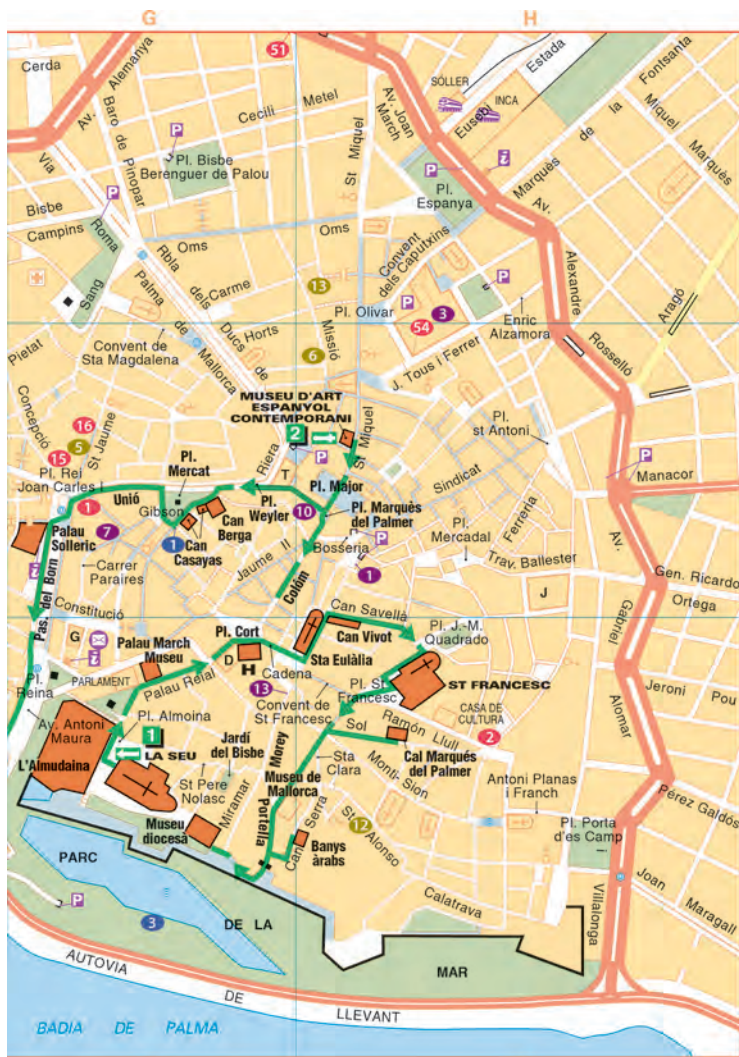 G
H
51
Cerda
Av. Alemanya
Baro de Pinopar
Cecili Metel
Av. Joan March
SOLLER
INCA
Estada
Eusebi
Fontsanta
Marquès de la
Miquel
Marquès
Via
Roma
P
Pl. Bisbe
Berenguer de Palou
St Miquel
P
i
Pl.
Espanya
Av.
Alexandre
Rosselló
Bisbe
Campins
P
Oms
Oms
Rbla dels
Ducs de
Palma de
Mallorca
Carme
Horts
Sang
13
Missió
Convent
dels Caputxins
P
P
Pl. Olivar
3
54
Enric
Alzamora
Aragó
Pietat
Convent de
Sta Magdalena
6
J. Tous i Ferrer
MUSEU D'ART
ESPANYOL
CONTEMPORANI
2
P
St Miquel
Concepció
St Jaume
16
5
15
Pl. Rei
Joan Carles I
Pl.
Mercat
Riera
T
Pl. Major
Pl.
st Antoni
Sindicat
P
Manacor
Unió
1
Gibson
Pl.
Weyler
10
Pl. Marquès
del Palmer
P
Bosseria
Can
Berga
1
Can
Casayas
Palau
Solleric
7
i
Carrer
Paraires
Jaume II
Colóm
1
Pl.
Mercadal
Ferreria
Trav. Ballester
J
Av.
Gabriel
Alomar
Gen. Ricardo
Ortega
Pas. del Born
Constitució
G
i
Pl. Cort
Can Savellà
Can Vivot
Pl. J.-M.
Quadrado
Palau March
Museu
D
H
Cadena
Sta Eulàlia
Pl.
Reina
PARLAMENT
Palau Reial
13
Convent de
St Francesc
Pl. St
Francesc
ST FRANCESC
Jeroni
Pou
Av. Antoni
Maura
Pl. Almoina
1
LA SEU
L'Almudaina
Jardí
del Bisbe
Morey
Sol
Ramón Llull
CASA DE
CULTURA
2
Cal Marqués
del Palmer
Sta
Clara
Monti-Sion
St Pere
Nolasc
Miramar
Museu de
Mallorca
Portella
Antoni Planas
i Franch
Pérez Galdós
Museu
diocesà
Can Serra
Banys
àrabs
12
St Alonso
Pl. Porta
d'es Camp
Joan
Maragall
Villalonga
Calatrava
PARC
DE LA
MAR
P
3
AUTOVIA
DE
LLEVANT
BADIA DE PALMA